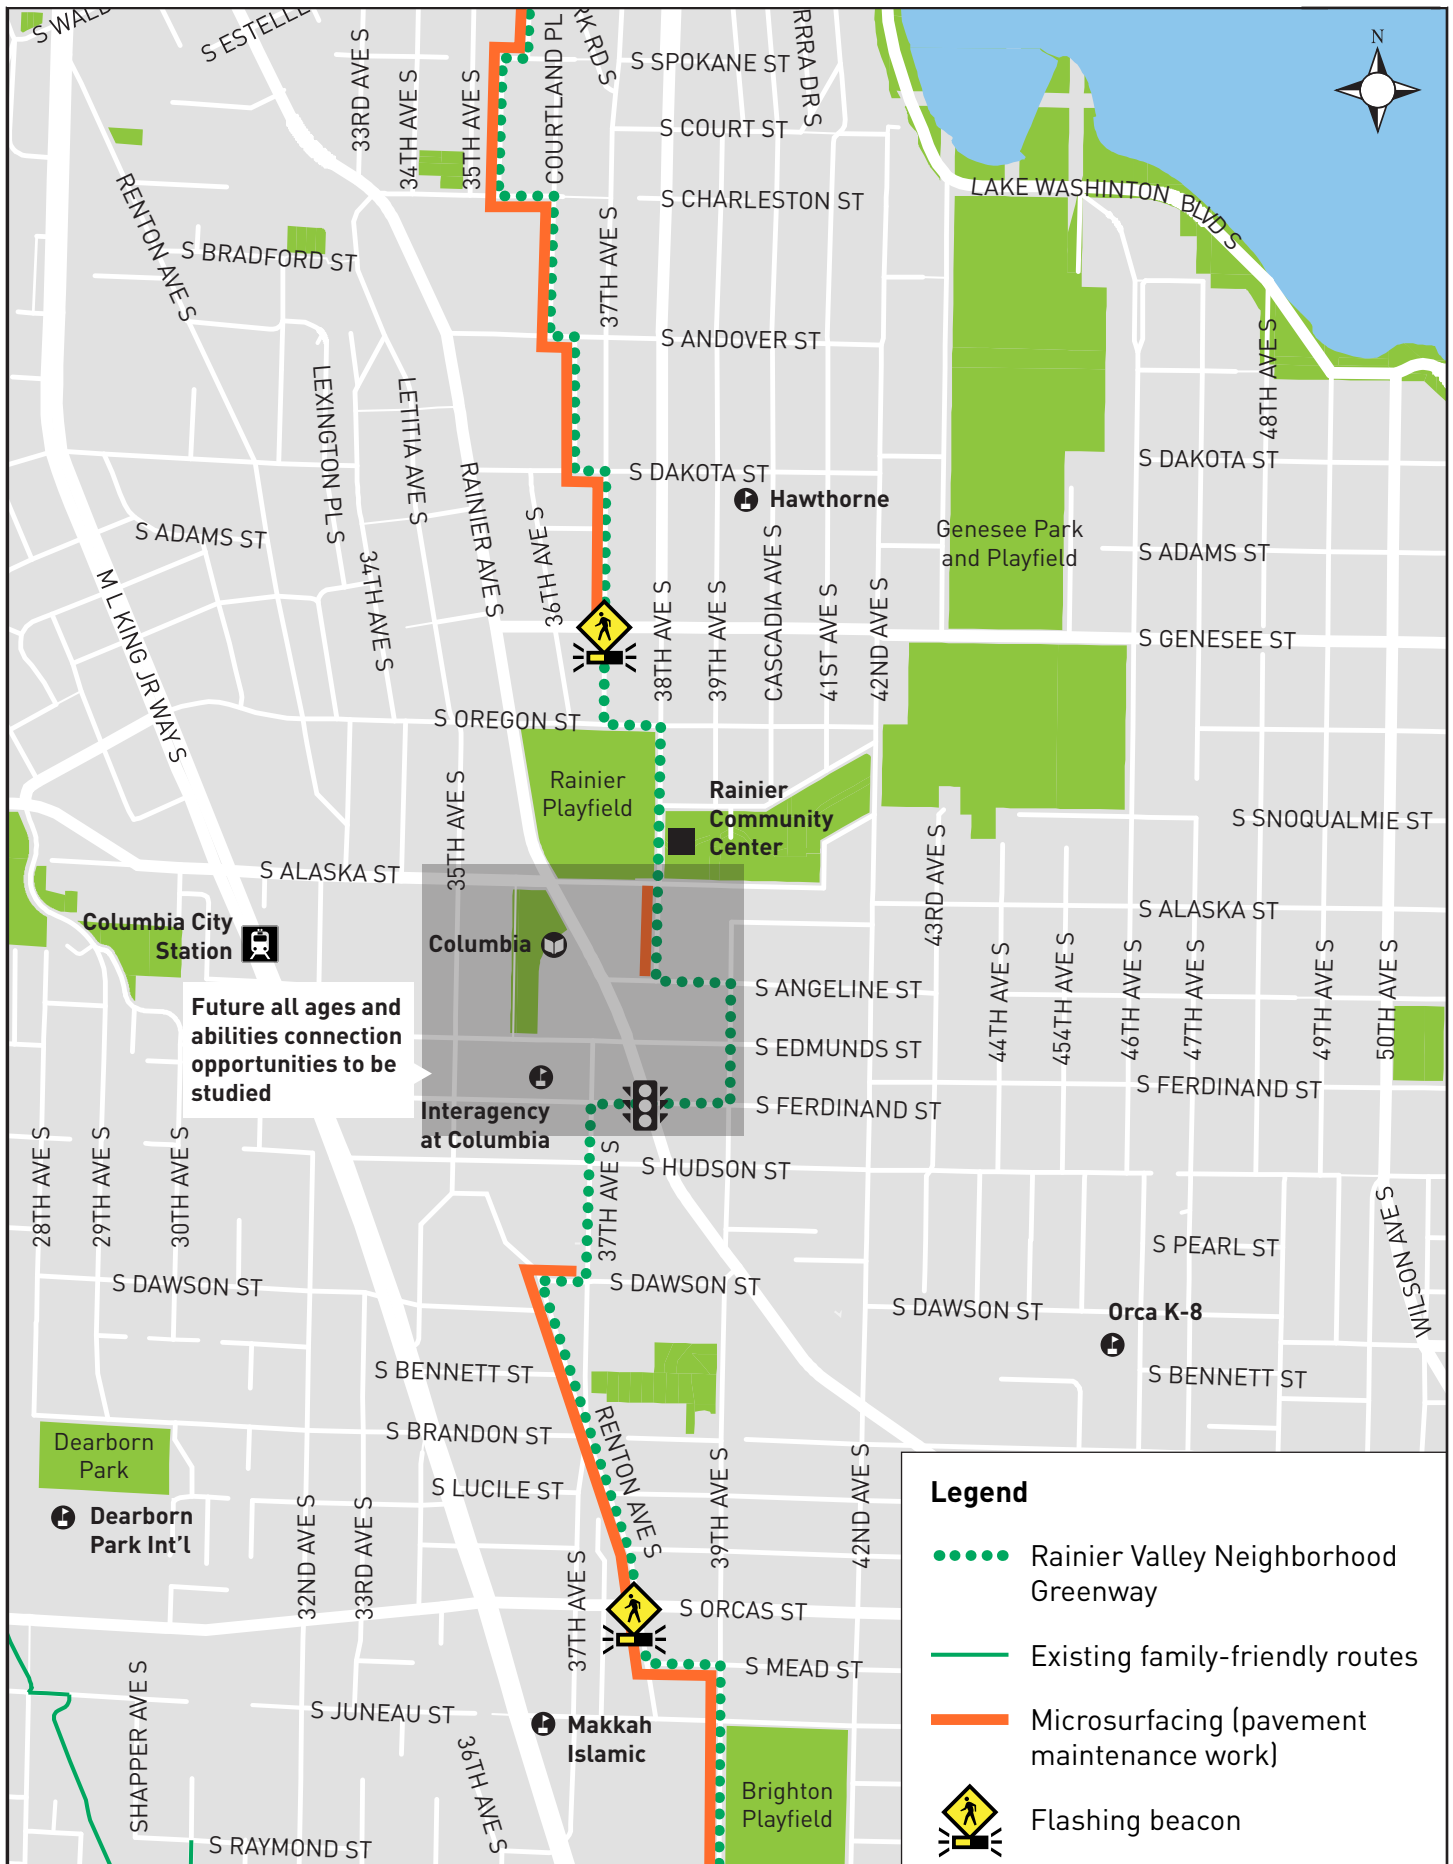 S WALD
S ESTELLE
33RD AVE S
34TH AVE S
35TH AVE S
COURTLAND PL
RK RD S
S SPOKANE ST
RRRA DR S
N
S COURT ST
S CHARLESTON ST
LAKE WASHINTON BLVD S
RENTON AVE S
S BRADFORD ST
37TH AVE S
S ANDOVER ST
48TH AVE S
LEXINGTON PL S
LETITIA AVE S
RAINIER AVE S
S DAKOTA ST
S DAKOTA ST
Hawthorne
S ADAMS ST
36TH AVE S
34TH AVE S
Genesee Park
and Playfield
S ADAMS ST
M L KING JR WAY S
38TH AVE S
39TH AVE S
CASCADIA AVE S
41ST AVE S
42ND AVE S
S GENESEE ST
S OREGON ST
Rainier
Playfield
35TH AVE S
Rainier
Community
Center
S SNOQUALMIE ST
S ALASKA ST
43RD AVE S
S ALASKA ST
Columbia City
Station
Columbia
Future all ages and
abilities connection
opportunities to be
studied
S ANGELINE ST
44TH AVE S
454TH AVE S
46TH AVE S
47TH AVE S
49TH AVE S
50TH AVE S
S EDMUNDS ST
S FERDINAND ST
S FERDINAND ST
Interagency
at Columbia
28TH AVE S
29TH AVE S
30TH AVE S
37TH AVE S
S HUDSON ST
WILSON AVE S
S PEARL ST
S DAWSON ST
S DAWSON ST
S DAWSON ST
Orca K-8
S BENNETT ST
S BENNETT ST
S BRANDON ST
RENTON AVE S
Dearborn
Park
S LUCILE ST
39TH AVE S
42ND AVE S
Dearborn
Park Int'l
32ND AVE S
33RD AVE S
37TH AVE S
S ORCAS ST
S MEAD ST
SHAPPER AVE S
S JUNEAU ST
Makkah
Islamic
36TH AVE S
Brighton
Playfield
S RAYMOND ST
Legend
Rainier Valley Neighborhood
Greenway
Existing family-friendly routes
Microsurfacing (pavement
maintenance work)
Flashing beacon